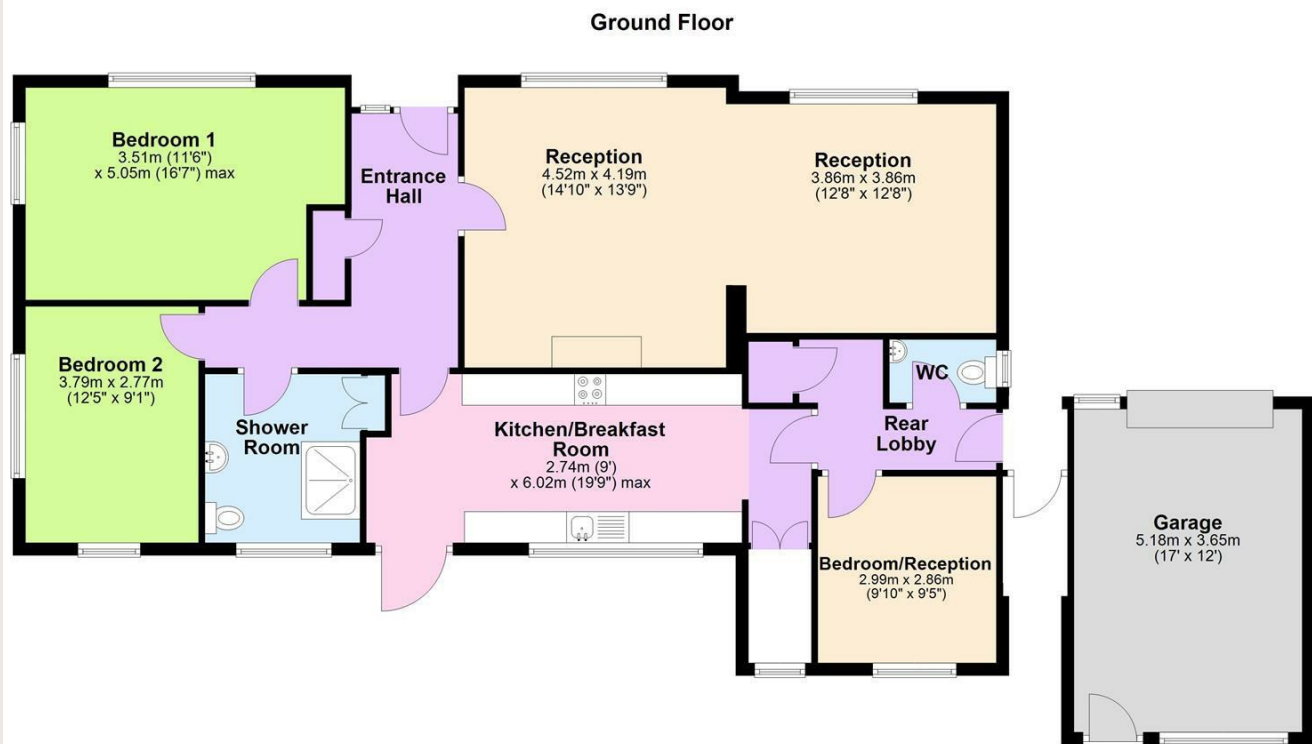 Ground Floor
Bedroom 1
3.51m (11'6")
x 5.05m (16'7") max
Entrance
Hall
Reception
4.52m x 4.19m
(14'10" x 13'9")
Reception
3.86m x 3.86m
(12'8" x 12'8")
Bedroom 2
3.79m x 2.77m
(12'5" x 9'1")
Shower
Room
Kitchen/Breakfast
Room
2.74m (9')
x 6.02m (19'9") max
WC
Rear
Lobby
Bedroom/Reception
2.99m x 2.86m
(9'10" x 9'5")
Garage
5.18m x 3.65m
(17' x 12')